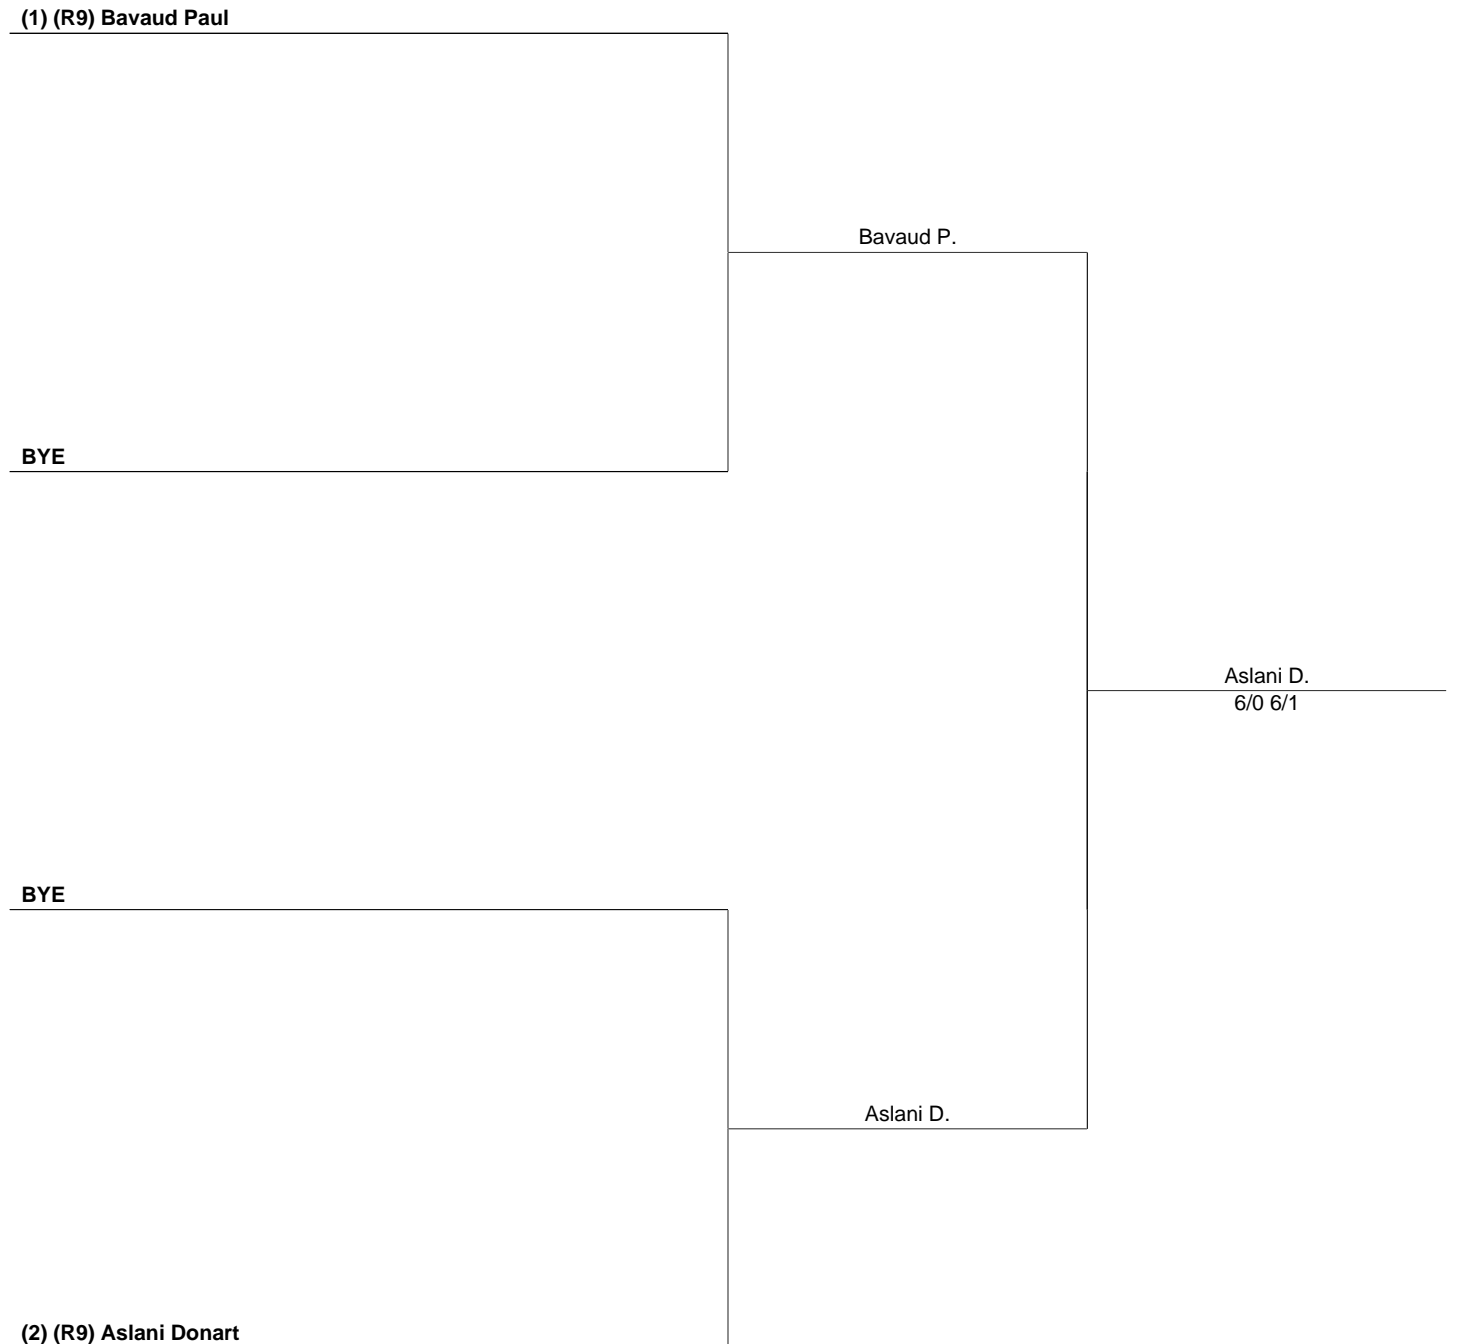 (1) (R9) Bavaud Paul
Bavaud P.
BYE
Aslani D.
6/0 6/1
BYE
Aslani D.
(2) (R9) Aslani Donart